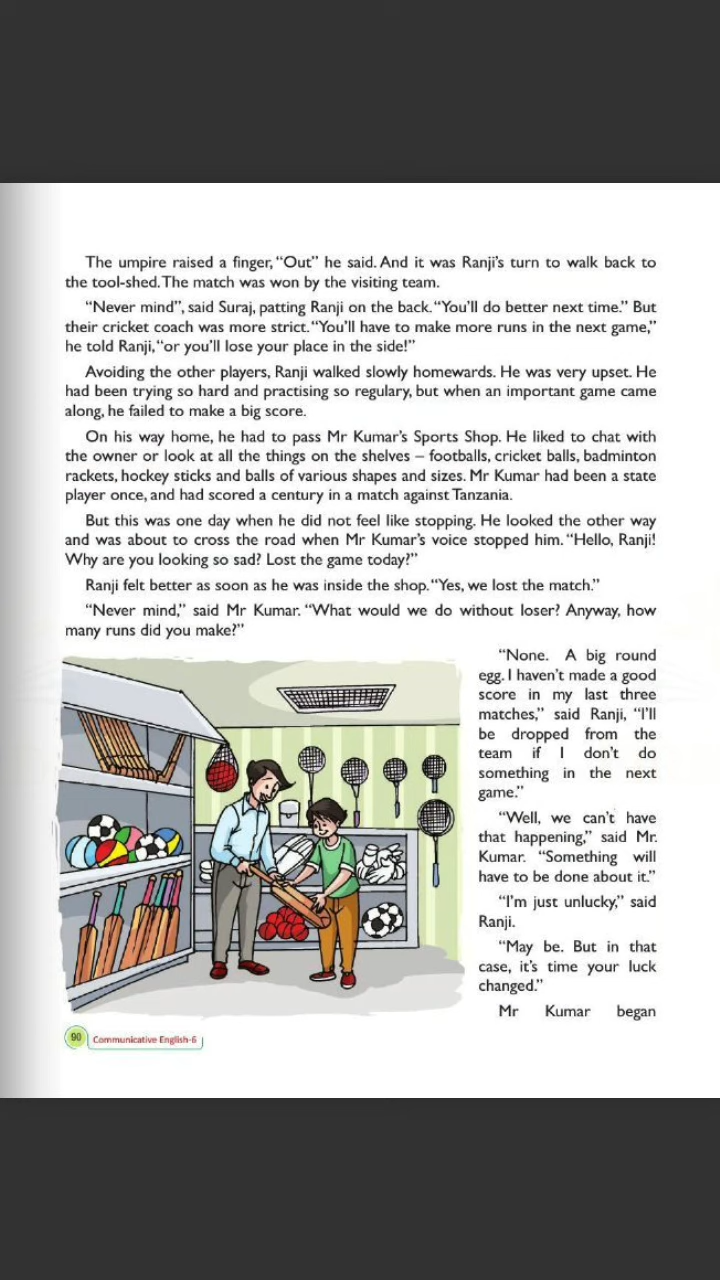 The umpire raised a finger, “Out” he said. And it was Ranji’s turn to walk back to
the tool-shed. The match was won by the visiting team.
“Never mind”, said Suraj, patting Ranji on the back. “You’ll do better next time.” But
their cricket coach was more strict. “You’ll have to make more runs in the next game,”
he told Ranji, “or you’ll lose your place in the side!”
Avoiding the other players, Ranji walked slowly homewards. He was very upset. He
had been trying so hard and practising so regulary, but when an important game came
along, he failed to make a big score.
On his way home, he had to pass Mr Kumar’s Sports Shop. He liked to chat with
the owner or look at all the things on the shelves – footballs, cricket balls, badminton
rackets, hockey sticks and balls of various shapes and sizes. Mr Kumar had been a state
player once, and had scored a century in a match against Tanzania.
But this was one day when he did not feel like stopping. He looked the other way
and was about to cross the road when Mr Kumar’s voice stopped him. “Hello, Ranji!
Why are you looking so sad? Lost the game today?”
Ranji felt better as soon as he was inside the shop. “Yes, we lost the match.”
“Never mind,” said Mr Kumar. “What would we do without loser? Anyway, how
many runs did you make?”
“None. A big round
egg. I haven’t made a good
score in my last three
matches,” said Ranji, “I’ll
be dropped from the
team if I don’t do
something in the next
game.”
“Well, we can’t have
that happening,” said Mr.
Kumar. “Something will
have to be done about it.”
“I’m just unlucky,” said
Ranji.
“May be. But in that
case, it’s time your luck
changed.”
Mr Kumar began
90 Communicative English-6